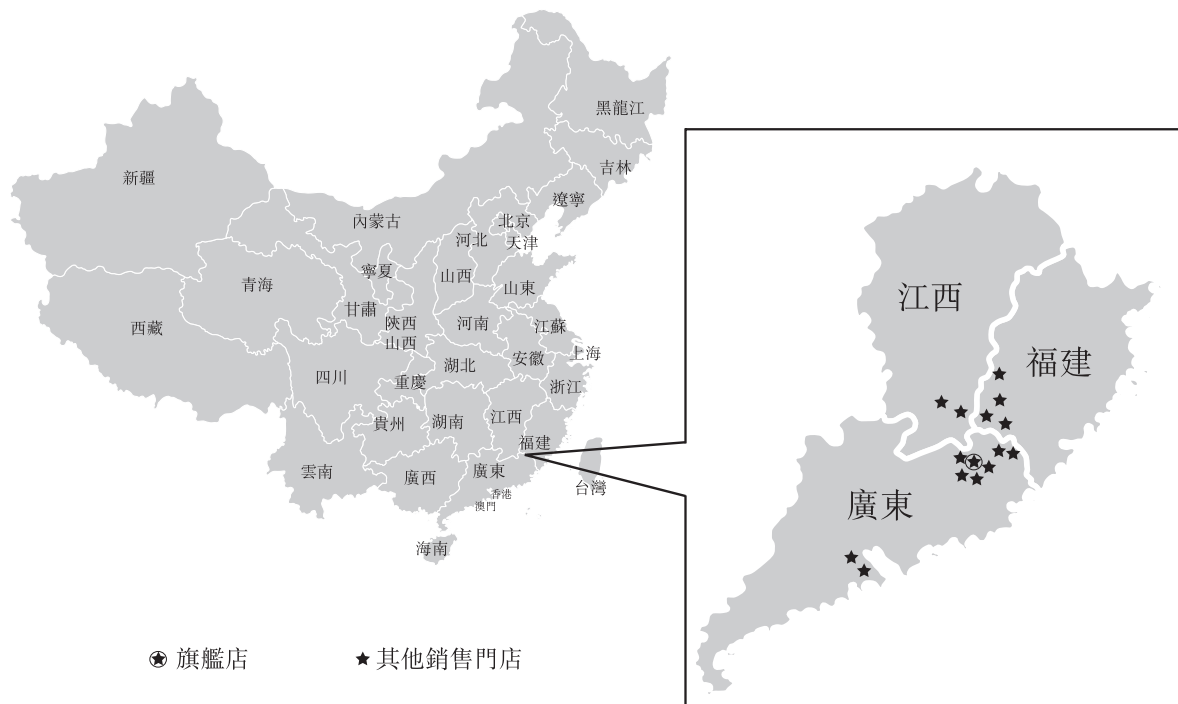 黑龍江
吉林
遼寧
新疆
內蒙古
北京
天津
河北
山西
寧夏
青海
甘肅
山東
陝西
山西
河南
江蘇
西藏
安徽
上海
湖北
四川
重慶
浙江
江西
貴州
湖南
福建
雲南
廣西
廣東
台灣
香港
澳門
海南
江西
福建
廣東
旗艦店
其他銷售門店